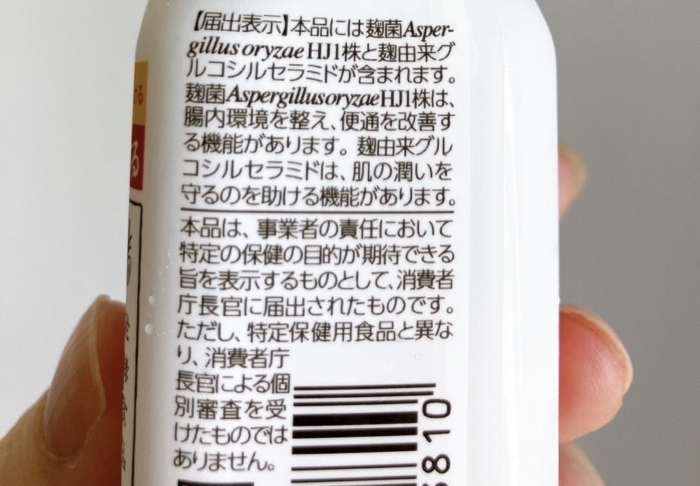 【届出表示】本品には麹菌Asper-
gillus oryzae HJ1株と麹由来グ
ルコシルセラミドが含まれます。
麹菌Aspergillus oryzae HJ1株は、
腸内環境を整え、便通を改善す
る機能があります。麹由来グル
コシルセラミドは、肌の潤いを
守るのを助ける機能があります。
本品は、事業者の責任において
特定の保健の目的が期待できる
旨を表示するものとして、消費者
庁長官に届出されたものです。
ただし、特定保健用食品と異な
り、消費者庁
長官による個
別審査を受
けたものでは
ありません。
810
る
る